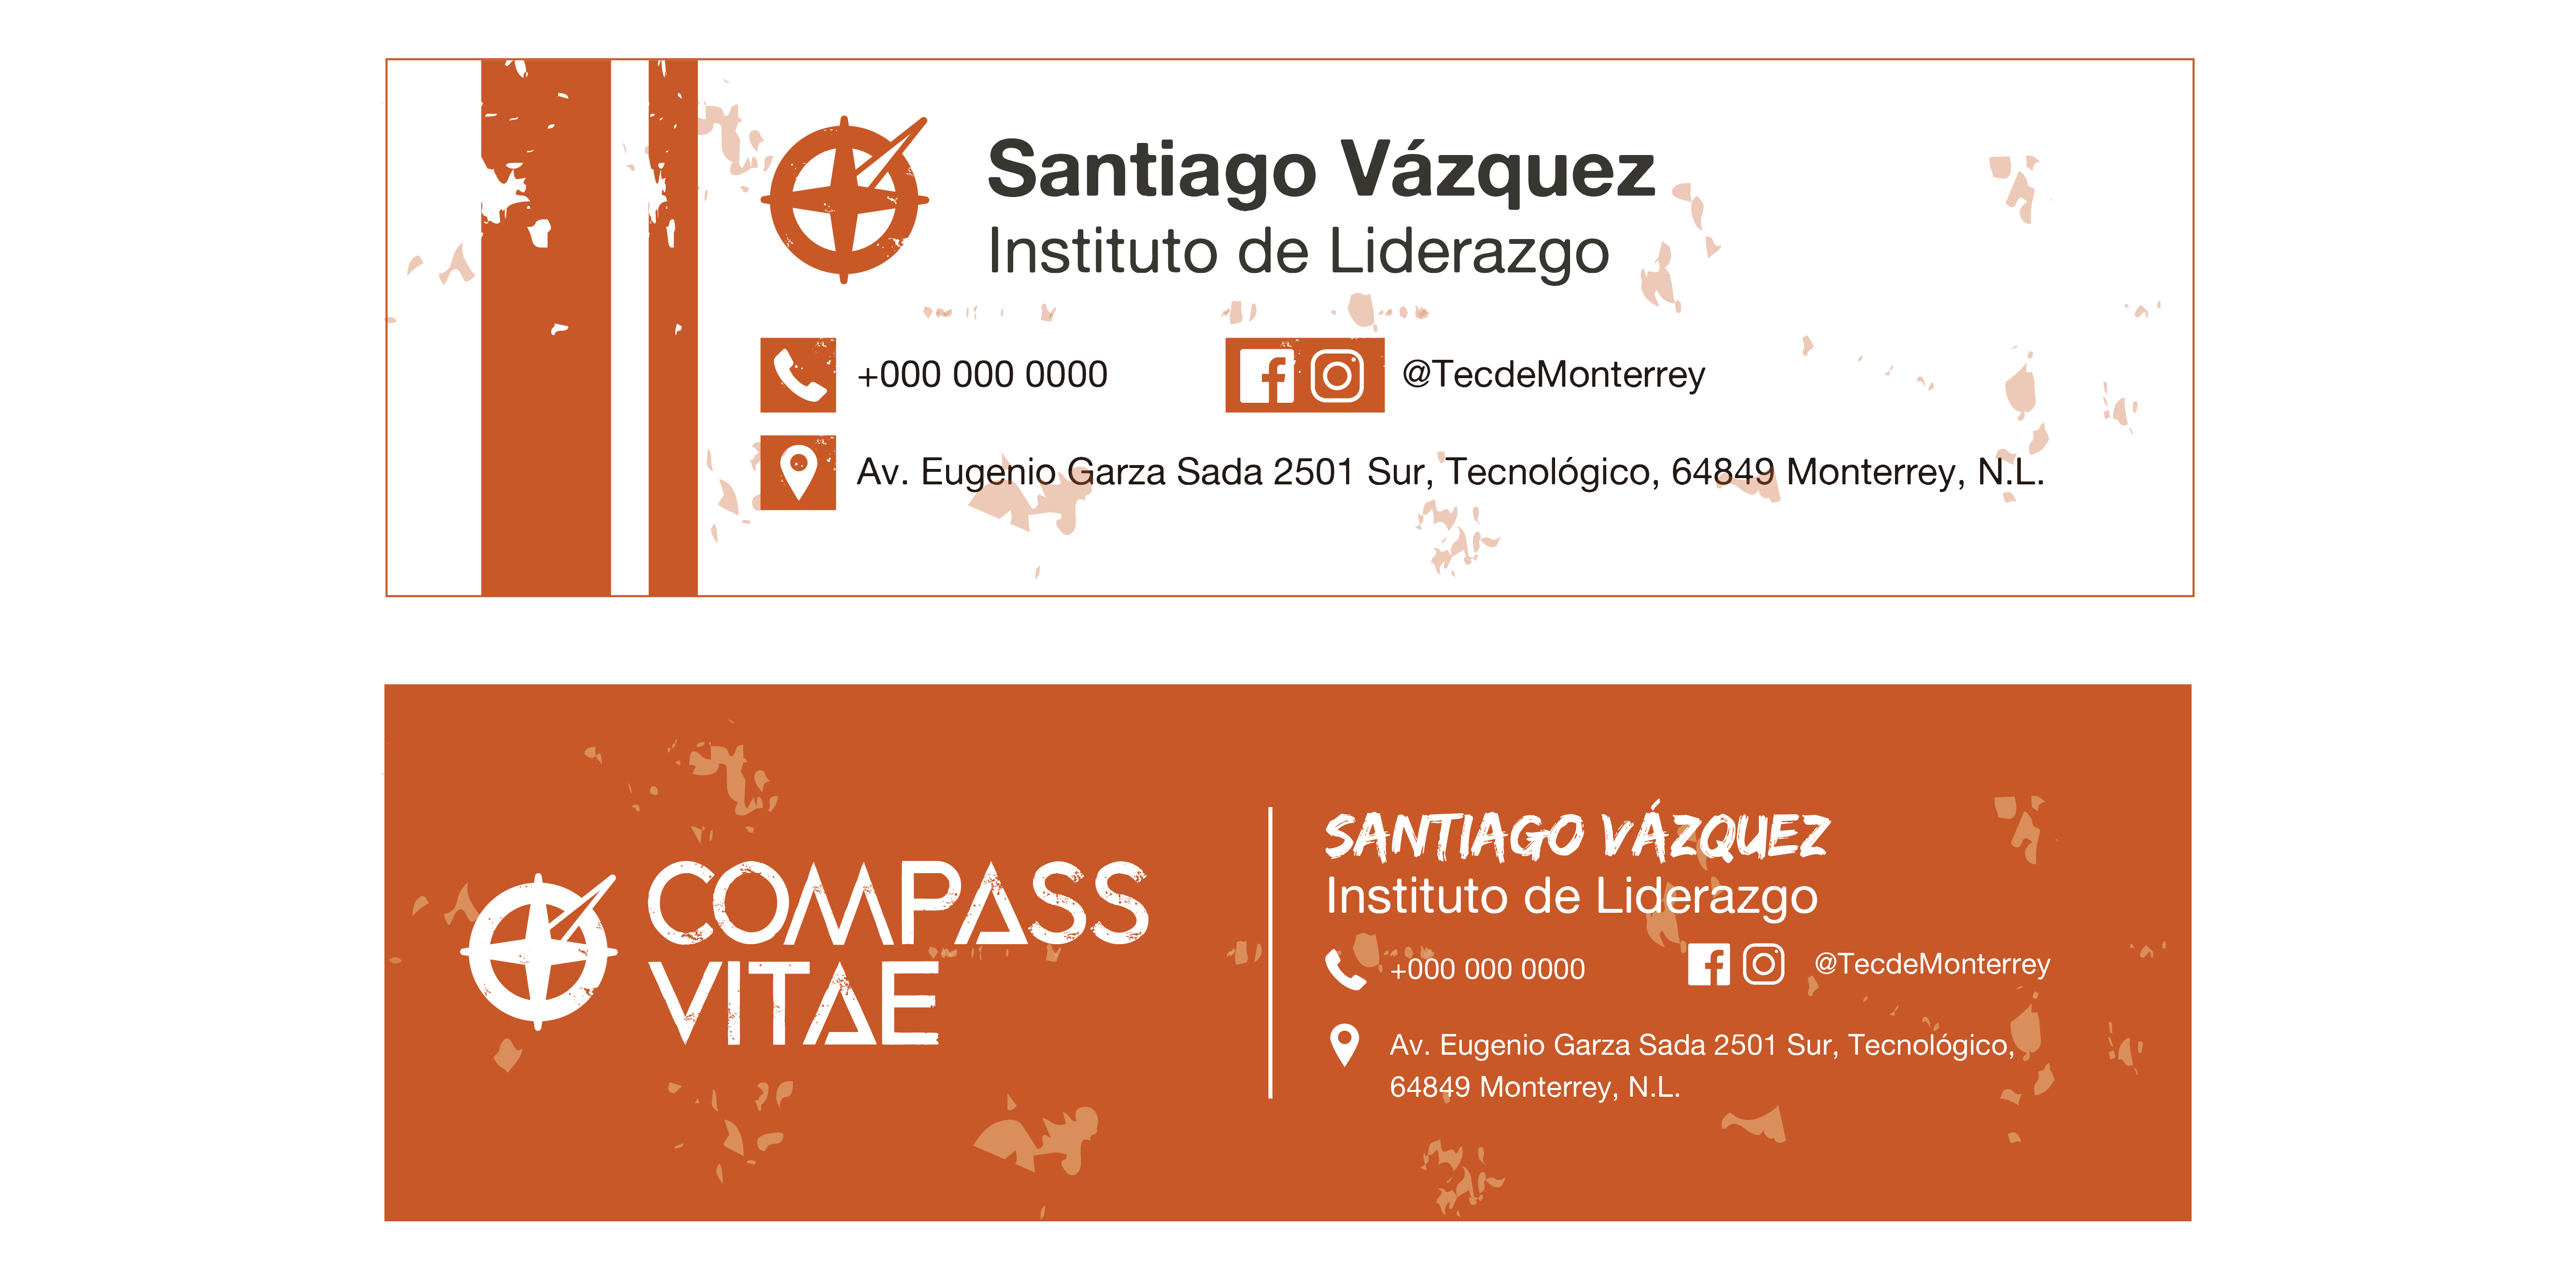 Santiago Vázquez
Instituto de Liderazgo
+000 000 0000
@TecdeMonterrey
Av. Eugenio Garza Sada 2501 Sur, Tecnológico, 64849 Monterrey, N.L.
COMPASS
VITAE
SANTIAGO VÁZQUEZ
Instituto de Liderazgo
+000 000 0000
@TecdeMonterrey
Av. Eugenio Garza Sada 2501 Sur, Tecnológico,
64849 Monterrey, N.L.